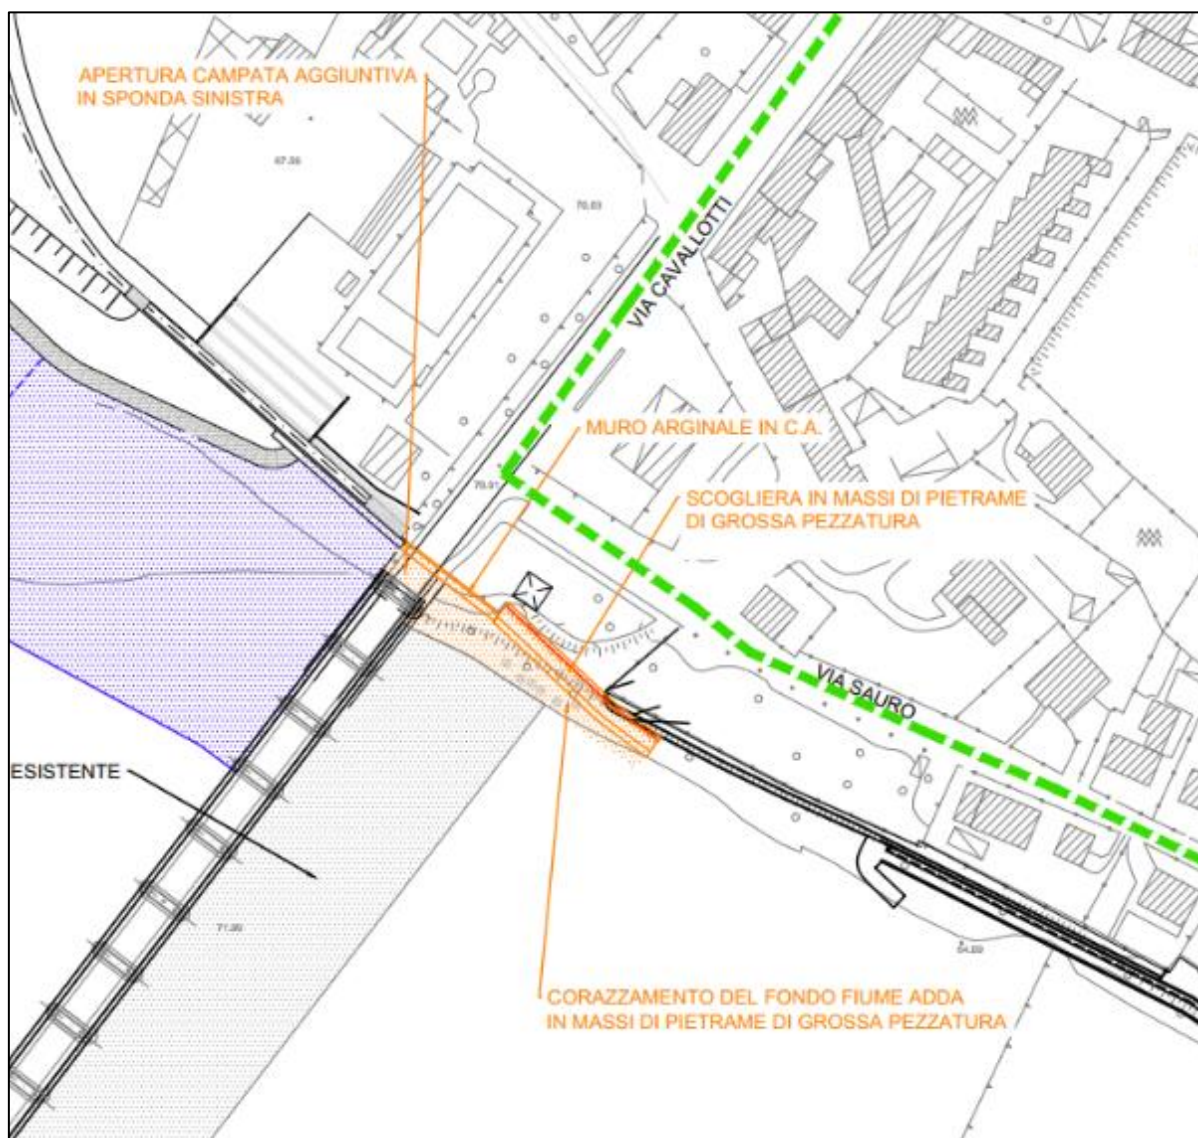 APERTURA CAMPATA AGGIUNTIVA
IN SPONDA SINISTRA
VIA CAVALLOTTI
MURO ARGINALE IN C.A.
SCOGLIERA IN MASSI DI PIETRAME
DI GROSSA PEZZATURA
VIA SAURO
ESISTENTE
CORAZZAMENTO DEL FONDO FIUME ADDA
IN MASSI DI PIETRAME DI GROSSA PEZZATURA